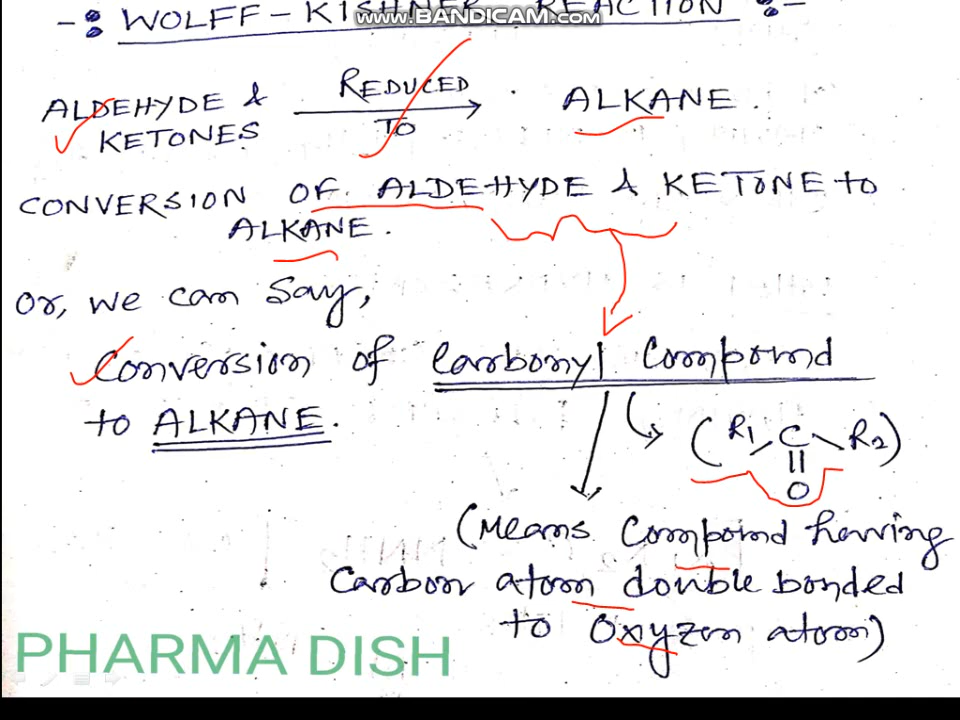 -: WOLFF-KISHNER REACTION :-
www.BANDICAM.com
ALDEHYDE & KETONES REDUCED TO ALKANE.
CONVERSION OF ALDEHYDE & KETONE to
ALKANE.
Or, we can say,
Conversion of Carbonyl Compound
to ALKANE.
(R1 C R2)
O
(Means Compound having
Carbon atom double bonded
to Oxyzen atom)
PHARMA DISH